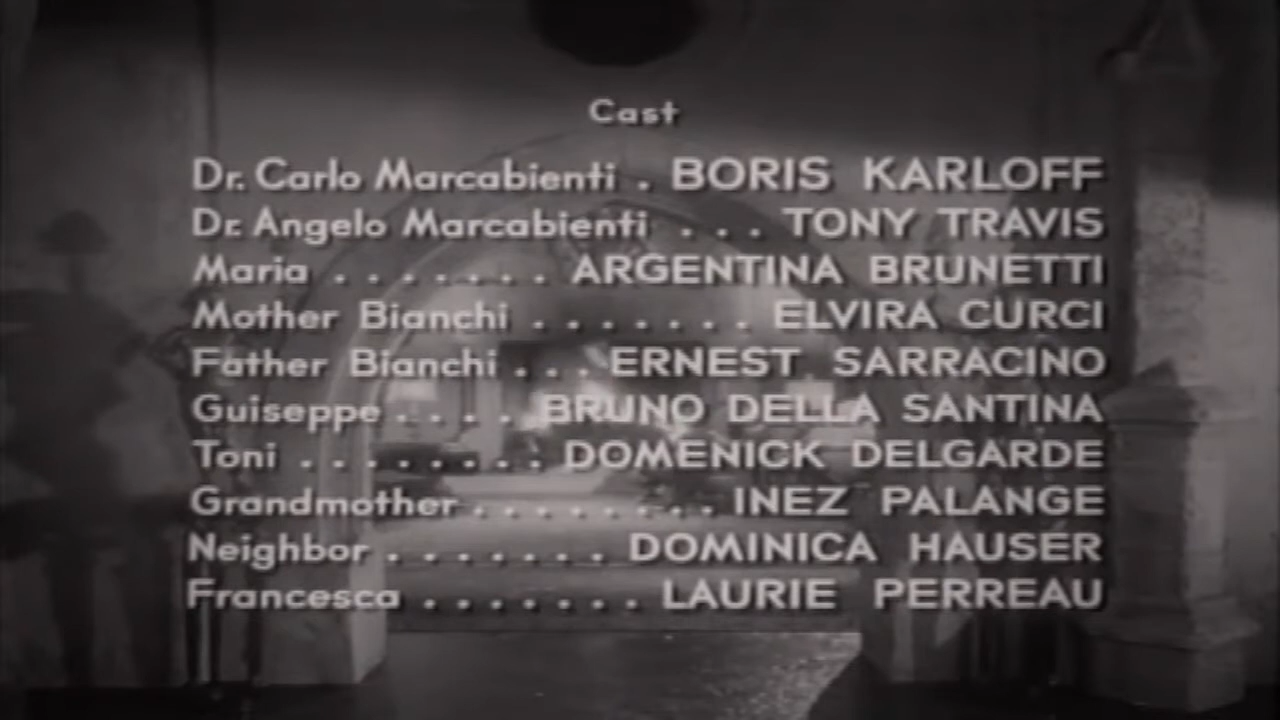 Cast
Dr. Carlo Marcabienti . BORIS KARLOFF
Dr. Angelo Marcabienti . . . TONY TRAVIS
Maria . . . . . . . ARGENTINA BRUNETTI
Mother Bianchi . . . . . . . ELVIRA CURCI
Father Bianchi . . . ERNEST SARRACINO
Guiseppe . . . . BRUNO DELLA SANTINA
Toni . . . . . . . . DOMENICK DELGARDE
Grandmother . . . . . . . . INEZ PALANGE
Neighbor . . . . . . . DOMINICA HAUSER
Francesca . . . . . . . LAURIE PERREAU